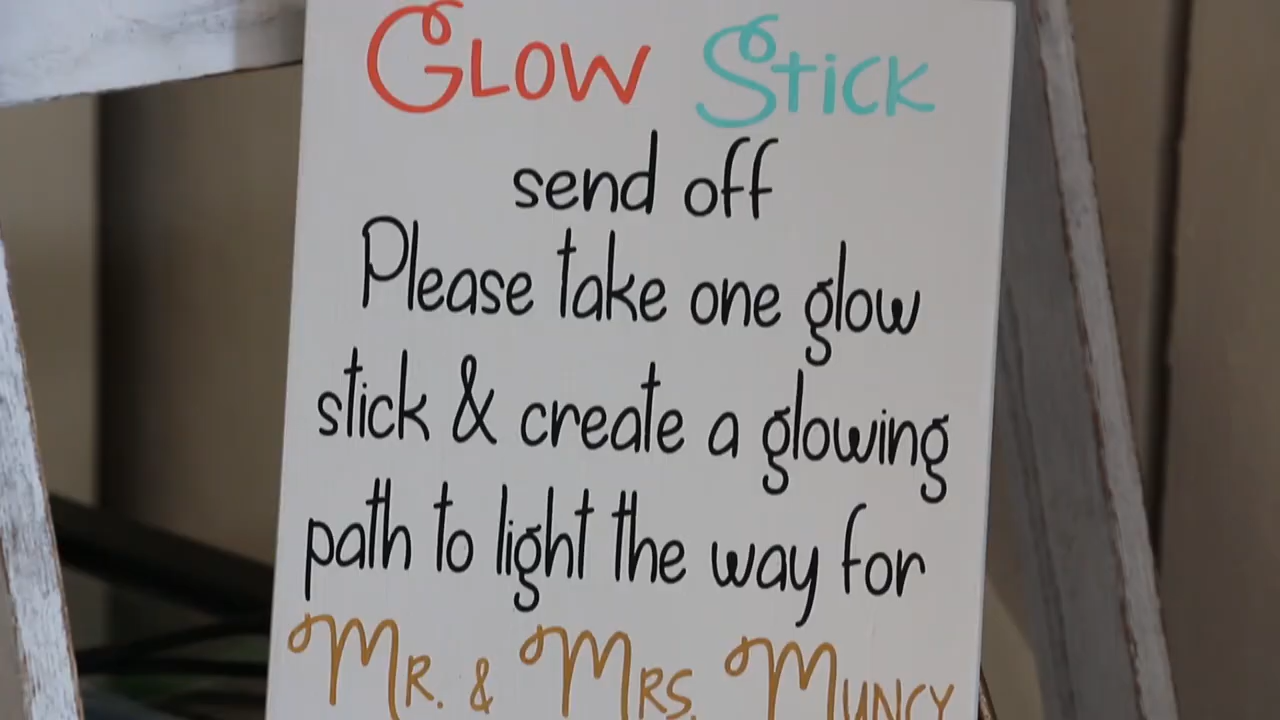 GLOW STICK
send off
Please take one glow
stick & create a glowing
path to light the way for
MR. & MRS. MUNCY